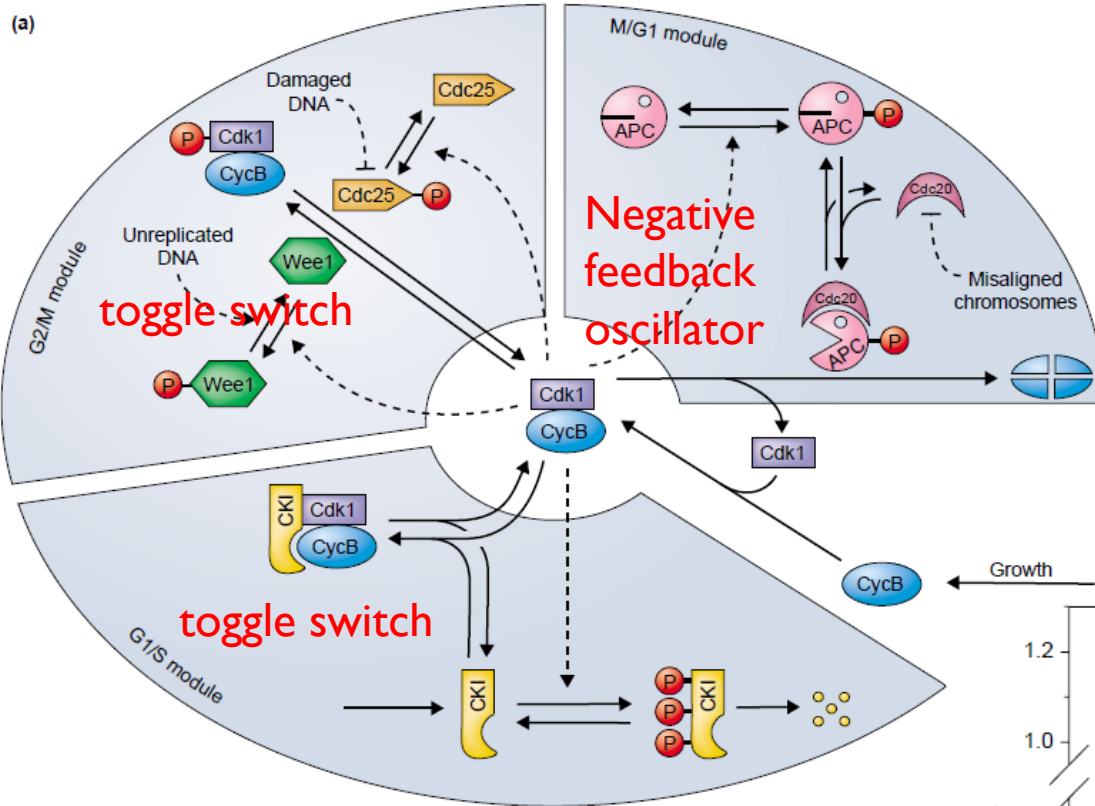 (a)
G2/M module
Damaged
DNA
Cdc25
P
Cdk1
CycB
Cdc25
P
Unreplicated
DNA
Wee1
toggle switch
P
Wee1
M/G1 module
APC
APC
P
Cdc20
Negative
feedback
oscillator
Misaligned
chromosomes
Cdc20
APC
P
Cdk1
CycB
Cdk1
CycB
Growth
G1/S module
CKI
Cdk1
CycB
toggle switch
CKI
P
P
P
CKI
1.2
1.0